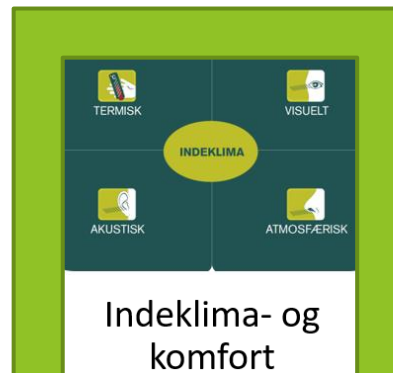 TERMISK
VISUELT
INDEKLIMA
AKUSTISK
ATMOSFÆRISK
Indeklima- og
komfort